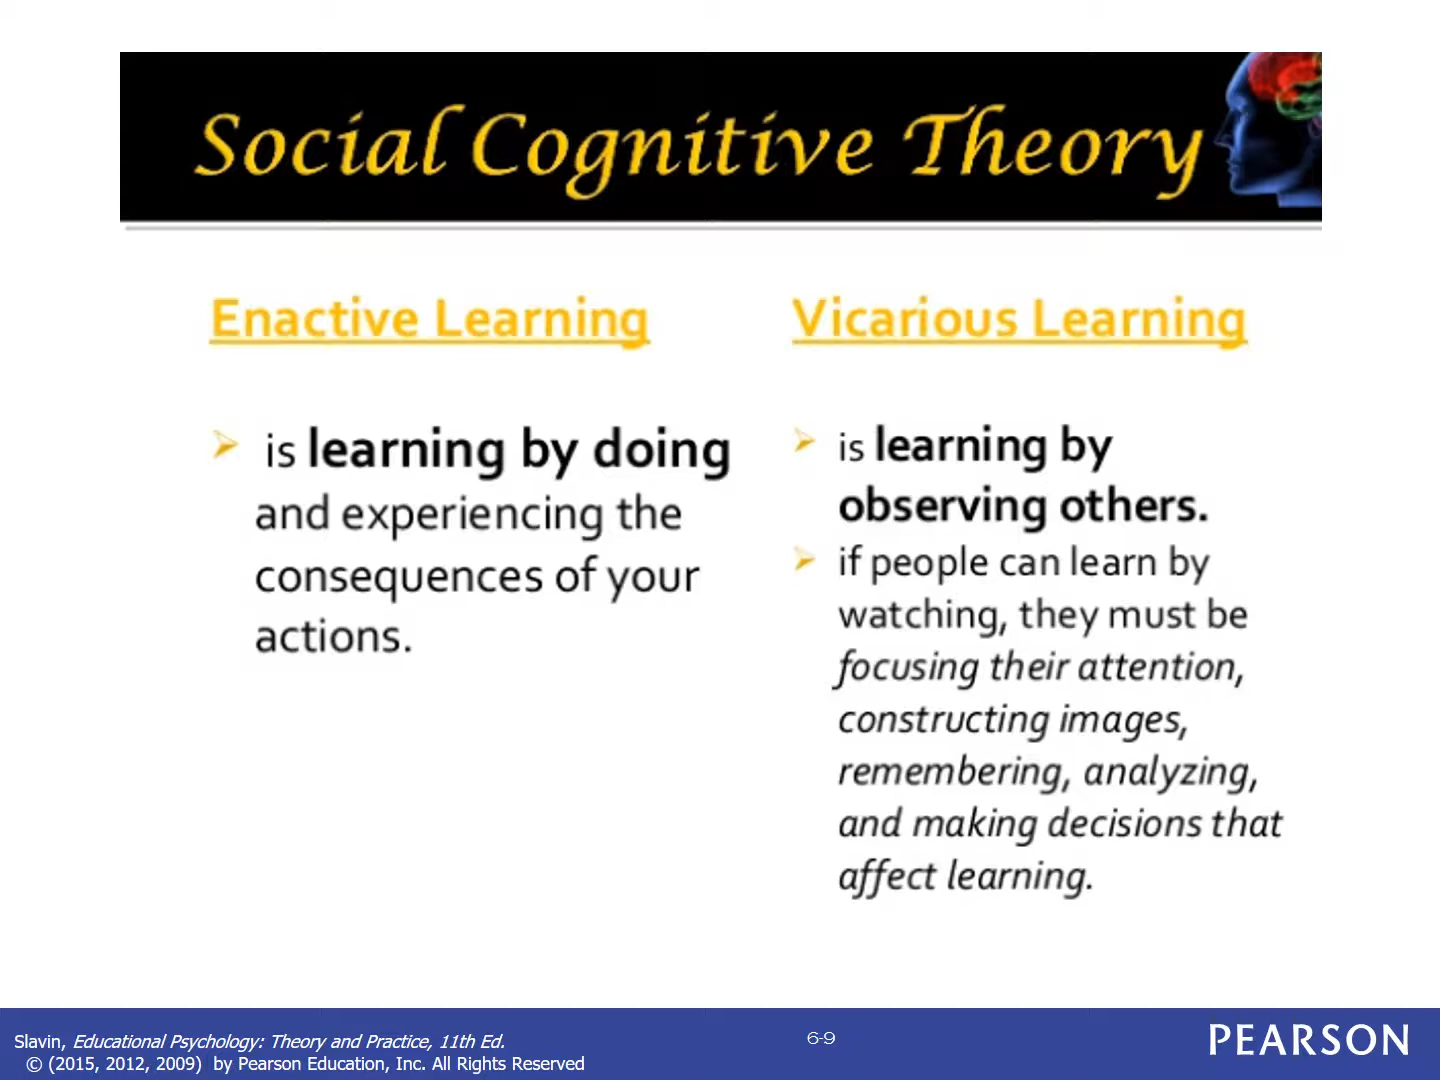 Social Cognitive Theory
Enactive Learning
is learning by doing
and experiencing the
consequences of your
actions.
Vicarious Learning
is learning by
observing others.
if people can learn by
watching, they must be
focusing their attention,
constructing images,
remembering, analyzing,
and making decisions that
affect learning.
Slavin, Educational Psychology: Theory and Practice, 11th Ed.
© (2015, 2012, 2009) by Pearson Education, Inc. All Rights Reserved
6-9
PEARSON